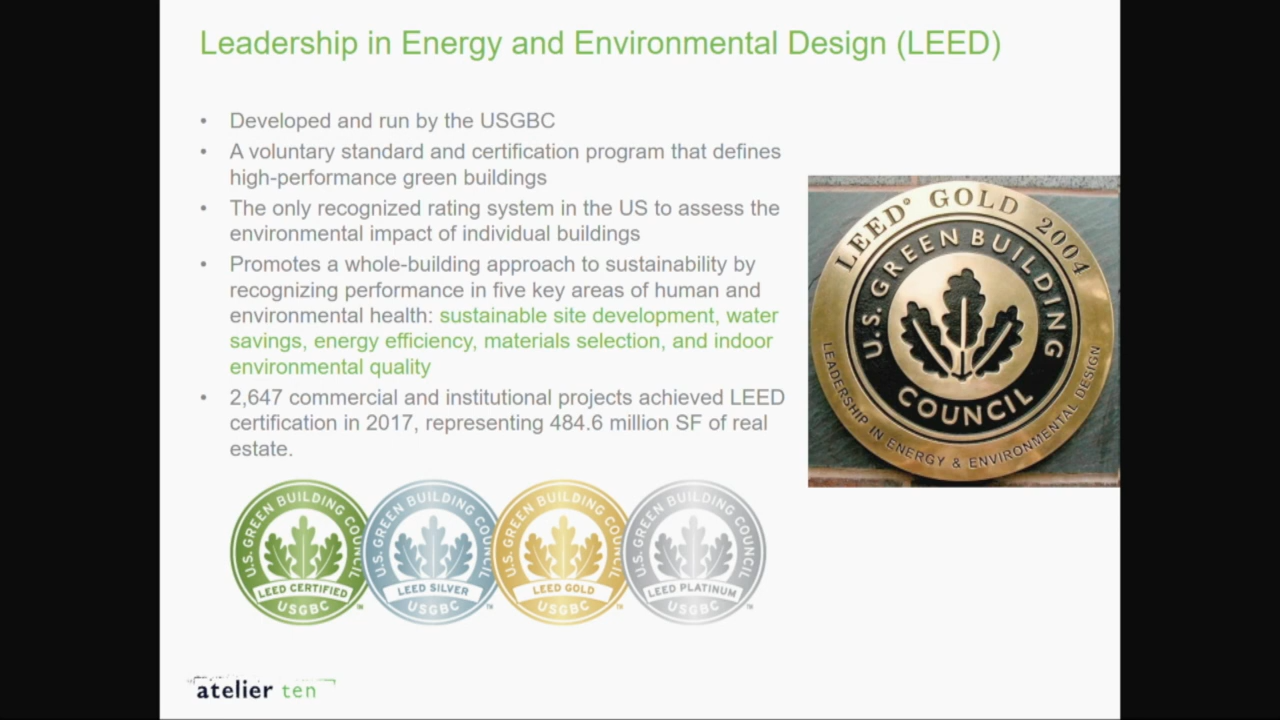 Leadership in Energy and Environmental Design (LEED)
• Developed and run by the USGBC
• A voluntary standard and certification program that defines
high-performance green buildings
• The only recognized rating system in the US to assess the
environmental impact of individual buildings
• Promotes a whole-building approach to sustainability by
recognizing performance in five key areas of human and
environmental health: sustainable site development, water
savings, energy efficiency, materials selection, and indoor
environmental quality
• 2,647 commercial and institutional projects achieved LEED
certification in 2017, representing 484.6 million SF of real
estate.
LEED® GOLD 2004
U.S. GREEN BUILDING
COUNCIL
LEADERSHIP IN ENERGY & ENVIRONMENTAL DESIGN
U.S. GREEN BUILDING COUNCIL
LEED CERTIFIED
USGBC™
U.S. GREEN BUILDING COUNCIL
LEED SILVER
USGBC™
U.S. GREEN BUILDING COUNCIL
LEED GOLD
USGBC™
U.S. GREEN BUILDING COUNCIL
LEED PLATINUM
USGBC™
atelier ten